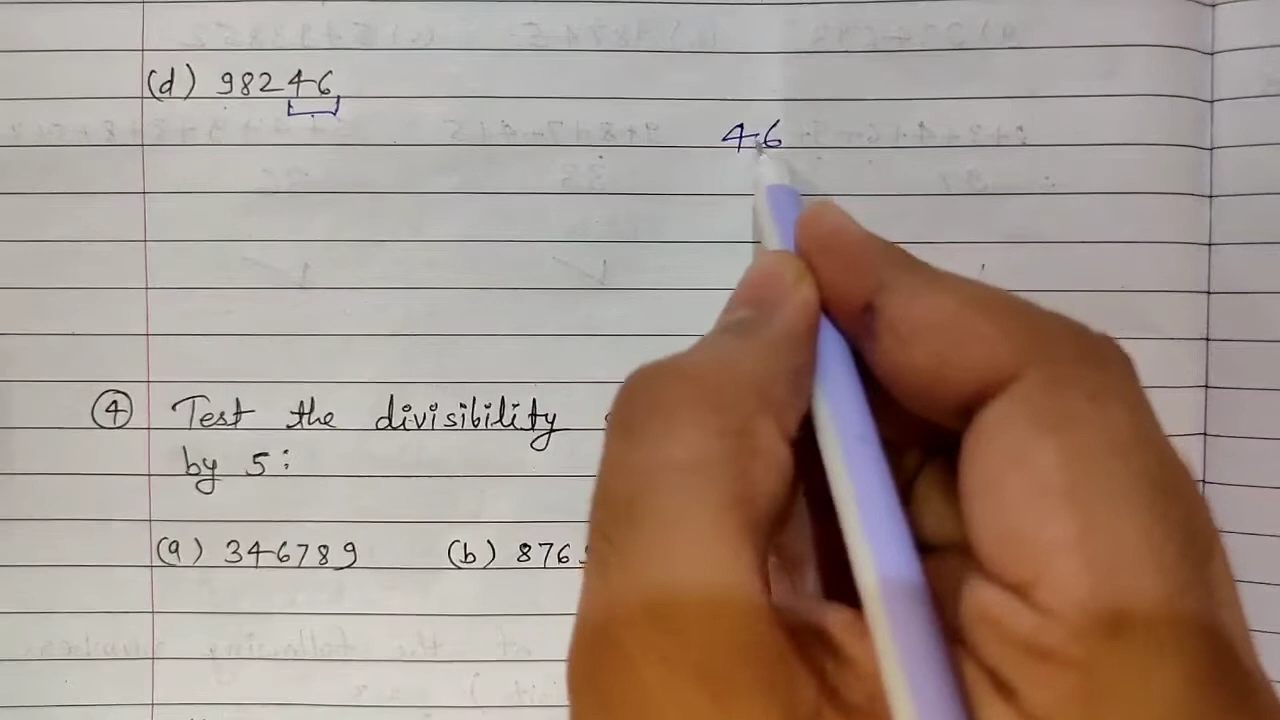 (d) 98246
46
④ Test the divisibility
by 5:
(a) 346789 (b) 876